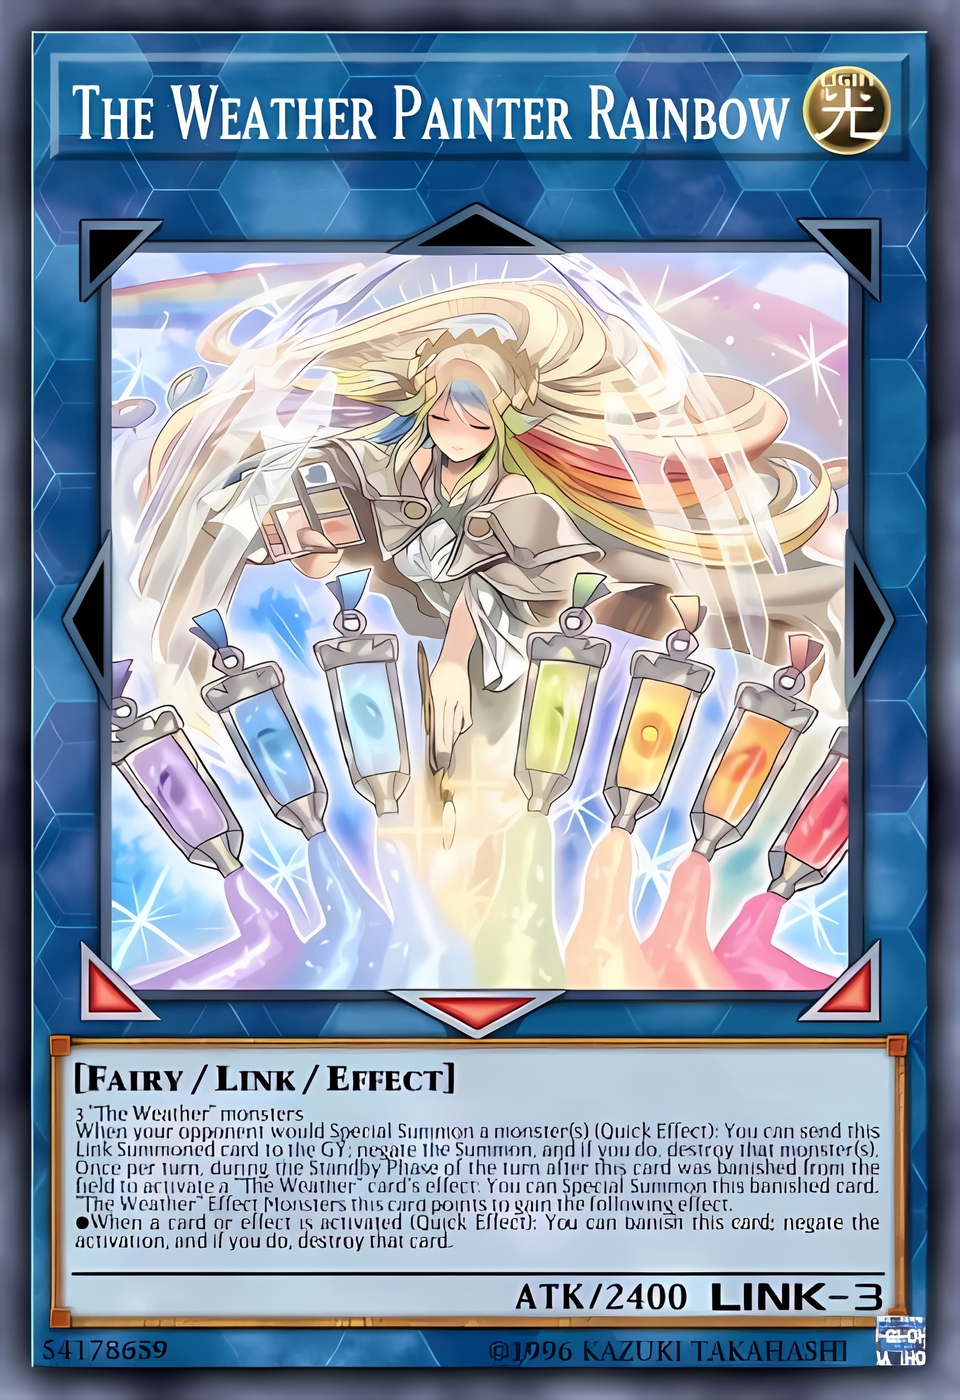 THE WEATHER PAINTER RAINBOW
光
[FAIRY / LINK / EFFECT]
3 "The Weather" monsters
When your opponent would Special Summon a monster(s) (Quick Effect): You can send this
Link Summoned card to the GY; negate the Summon, and if you do, destroy that monster(s).
Once per turn, during the Standby Phase of the turn after this card was banished from the
field to activate a "The Weather" card's effect: You can Special Summon this banished card.
"The Weather" Effect Monsters this card points to gain the following effect.
●When a card or effect is activated (Quick Effect): You can banish this card; negate the
activation, and if you do, destroy that card.
ATK/2400 LINK-3
54178659 ©1996 KAZUKI TAKAHASHI